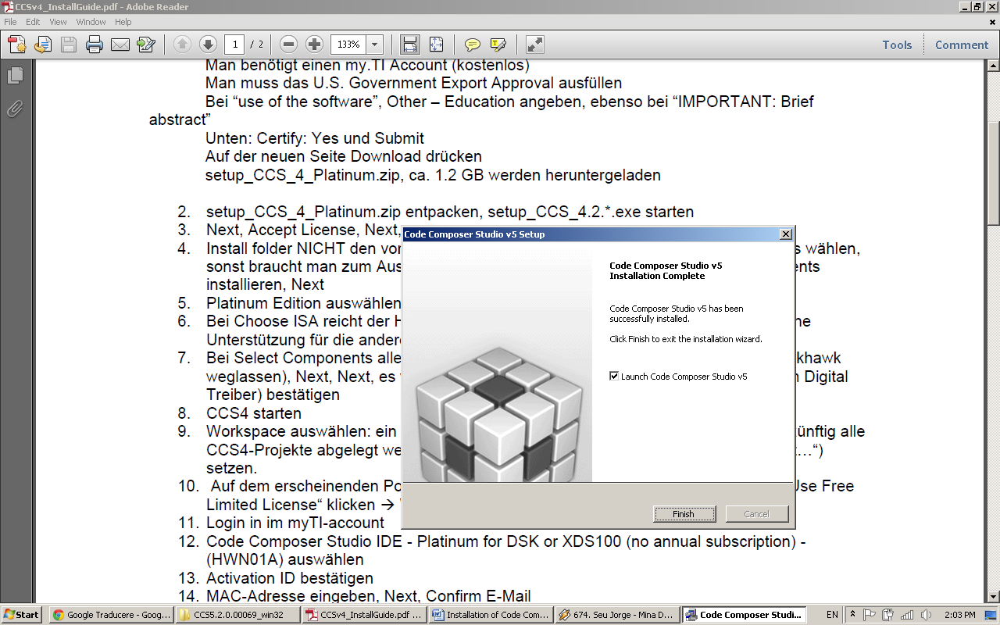 CCSv4_InstallGuide.pdf - Adobe Reader
File Edit View Window Help
1 / 2 133% Tools Comment
Man benötigt einen my.TI Account (kostenlos)
Man muss das U.S. Government Export Approval ausfüllen
Bei “use of the software”, Other – Education angeben, ebenso bei “IMPORTANT: Brief
abstract”
Unten: Certify: Yes und Submit
Auf der neuen Seite Download drücken
setup_CCS_4_Platinum.zip, ca. 1.2 GB werden heruntergeladen
2. setup_CCS_4_Platinum.zip entpacken, setup_CCS_4.2.*.exe starten
3. Next, Accept License, Next,
4. Install folder NICHT den vor s wählen,
sonst braucht man zum Aus ents
installieren, Next
5. Platinum Edition auswählen
6. Bei Choose ISA reicht der H ne
Unterstützung für die andere
7. Bei Select Components alle khawk
weglassen), Next, Next, es w n Digital
Treiber) bestätigen
8. CCS4 starten
9. Workspace auswählen: ein künftig alle
CCS4-Projekte abgelegt we t…“)
setzen.
10. Auf dem erscheinenden Po Use Free
Limited License“ klicken →
11. Login in im myTI-account
12. Code Composer Studio IDE - Platinum for DSK or XDS100 (no annual subscription) -
(HWN01A) auswählen
13. Activation ID bestätigen
14. MAC-Adresse eingeben, Next, Confirm E-Mail
Code Composer Studio v5 Setup
Code Composer Studio v5
Installation Complete
Code Composer Studio v5 has been
successfully installed.
Click Finish to exit the installation wizard.
Launch Code Composer Studio v5
Finish Cancel
Start Google Traducere - Goog... CCS5.2.0.00069_win32 CCSv4_InstallGuide.pdf ... Installation of Code Com... 674. Seu Jorge - Mina D... Code Composer Studi... EN 2:03 PM